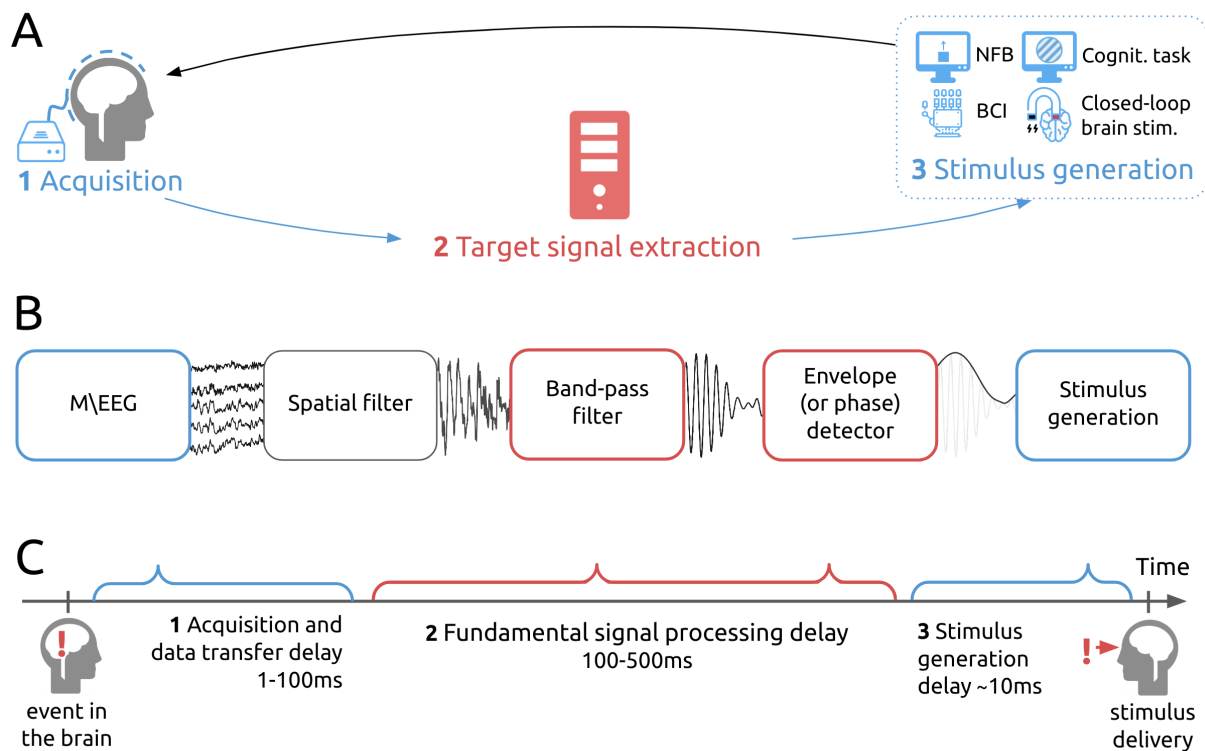 A
NFB
Cognit. task
BCI
Closed-loop
brain stim.
1 Acquisition
3 Stimulus generation
2 Target signal extraction
B
M\EEG
Spatial filter
Band-pass
filter
Envelope
(or phase)
detector
Stimulus
generation
C
Time
1 Acquisition and
data transfer delay
1-100ms
2 Fundamental signal processing delay
100-500ms
3 Stimulus
generation
delay ~10ms
!
event in
the brain
!
stimulus
delivery